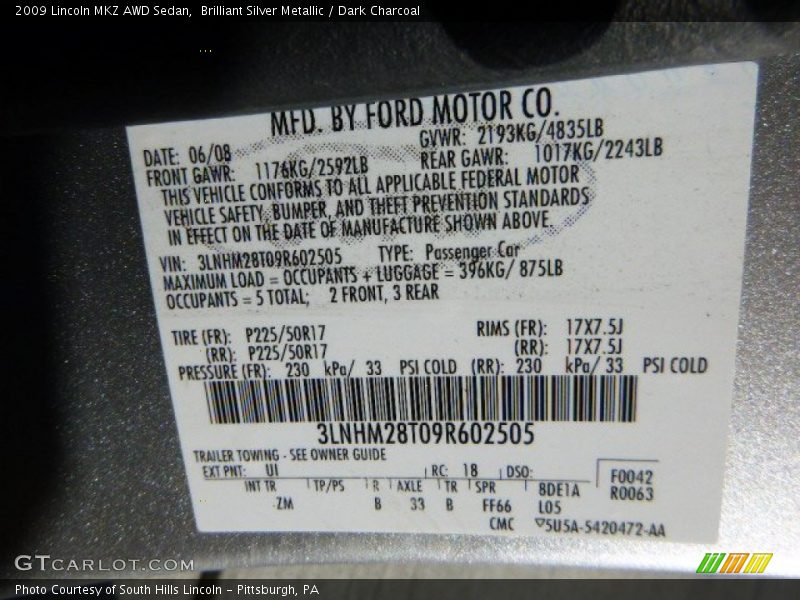 2009 Lincoln MKZ AWD Sedan,  Brilliant Silver Metallic / Dark Charcoal
...
MFD. BY FORD MOTOR CO.
DATE: 06/08 GVWR: 2193KG/4835LB
FRONT GAWR: 1176KG/2592LB REAR GAWR: 1017KG/2243LB
THIS VEHICLE CONFORMS TO ALL APPLICABLE FEDERAL MOTOR
VEHICLE SAFETY, BUMPER, AND THEFT PREVENTION STANDARDS
IN EFFECT ON THE DATE OF MANUFACTURE SHOWN ABOVE.
VIN: 3LNHM28T09R602505 TYPE: Passenger Car
MAXIMUM LOAD = OCCUPANTS + LUGGAGE = 396KG/ 875LB
OCCUPANTS = 5 TOTAL; 2 FRONT, 3 REAR
TIRE (FR): P225/50R17 RIMS (FR): 17X7.5J
(RR): P225/50R17 (RR): 17X7.5J
PRESSURE (FR): 230 kPa/ 33 PSI COLD (RR): 230 kPa/ 33 PSI COLD
3LNHM28T09R602505
TRAILER TOWING - SEE OWNER GUIDE
EXT PNT: UI RC: 18 DSO: F0042
INT TR TP/PS R AXLE TR SPR 8DE1A R0063
ZM B 33 B FF66 L05
CMC ▽5U5A-5420472-AA
GTCARLOT.COM
Photo Courtesy of South Hills Lincoln - Pittsburgh, PA